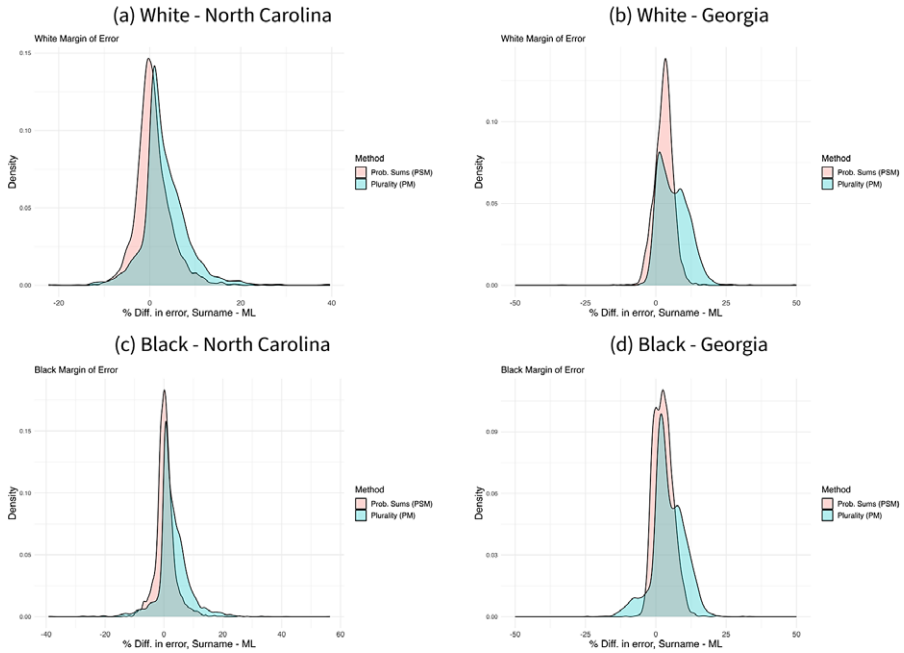 (a) White - North Carolina
White Margin of Error
0.15
0.10
0.05
0.00
Density
-20
0
20
40
% Diff. in error, Surname - ML
Method
Prob. Sums (PSM)
Plurality (PM)
(b) White - Georgia
White Margin of Error
0.10
0.05
0.00
Density
-50
-25
0
25
50
% Diff. in error, Surname - ML
Method
Prob. Sums (PSM)
Plurality (PM)
(c) Black - North Carolina
Black Margin of Error
0.15
0.10
0.05
0.00
Density
-40
-20
0
20
40
60
% Diff. in error, Surname - ML
Method
Prob. Sums (PSM)
Plurality (PM)
(d) Black - Georgia
Black Margin of Error
0.09
0.06
0.03
0.00
Density
-50
-25
0
25
50
% Diff. in error, Surname - ML
Method
Prob. Sums (PSM)
Plurality (PM)